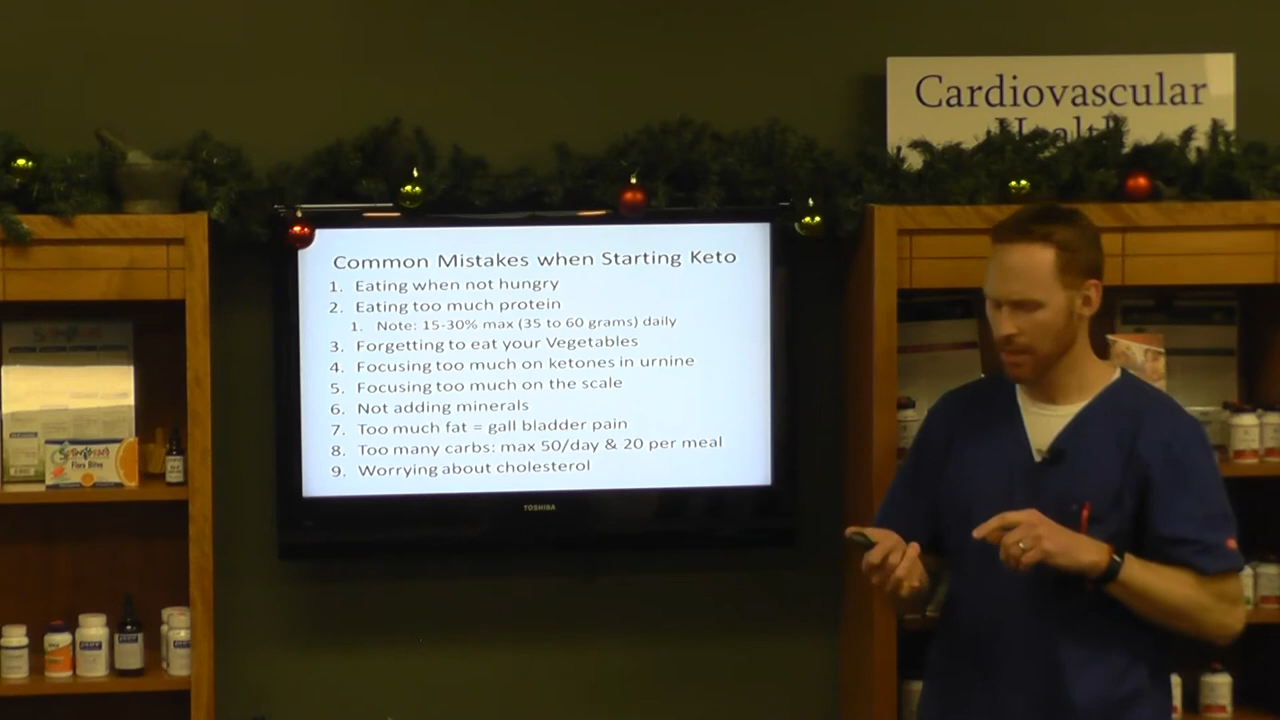 Cardiovascular
Health
Common Mistakes when Starting Keto
1. Eating when not hungry
2. Eating too much protein
1. Note: 15-30% max (35 to 60 grams) daily
3. Forgetting to eat your Vegetables
4. Focusing too much on ketones in urnine
5. Focusing too much on the scale
6. Not adding minerals
7. Too much fat = gall bladder pain
8. Too many carbs: max 50/day & 20 per meal
9. Worrying about cholesterol
TOSHIBA